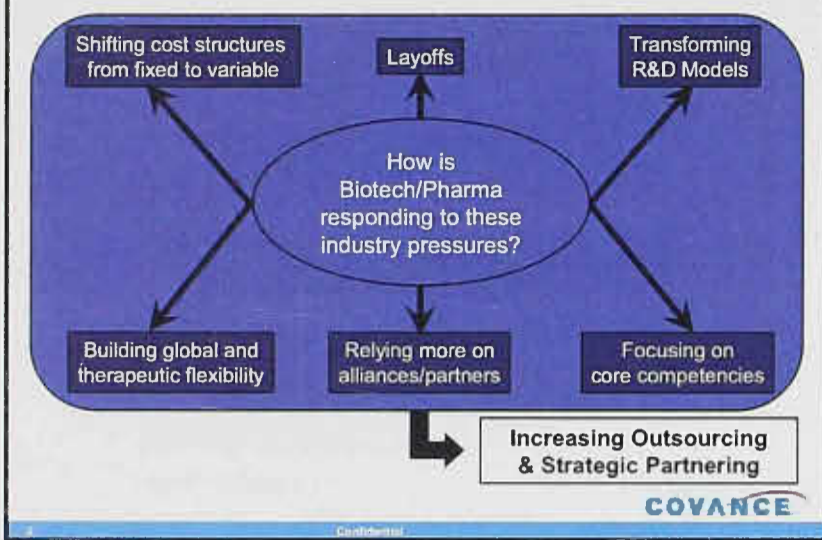 Shifting cost structures
from fixed to variable
Layoffs
Transforming
R&D Models
How is
Biotech/Pharma
responding to these
industry pressures?
Building global and
therapeutic flexibility
Relying more on
alliances/partners
Focusing on
core competencies
Increasing Outsourcing
& Strategic Partnering
COVANCE
Confidential